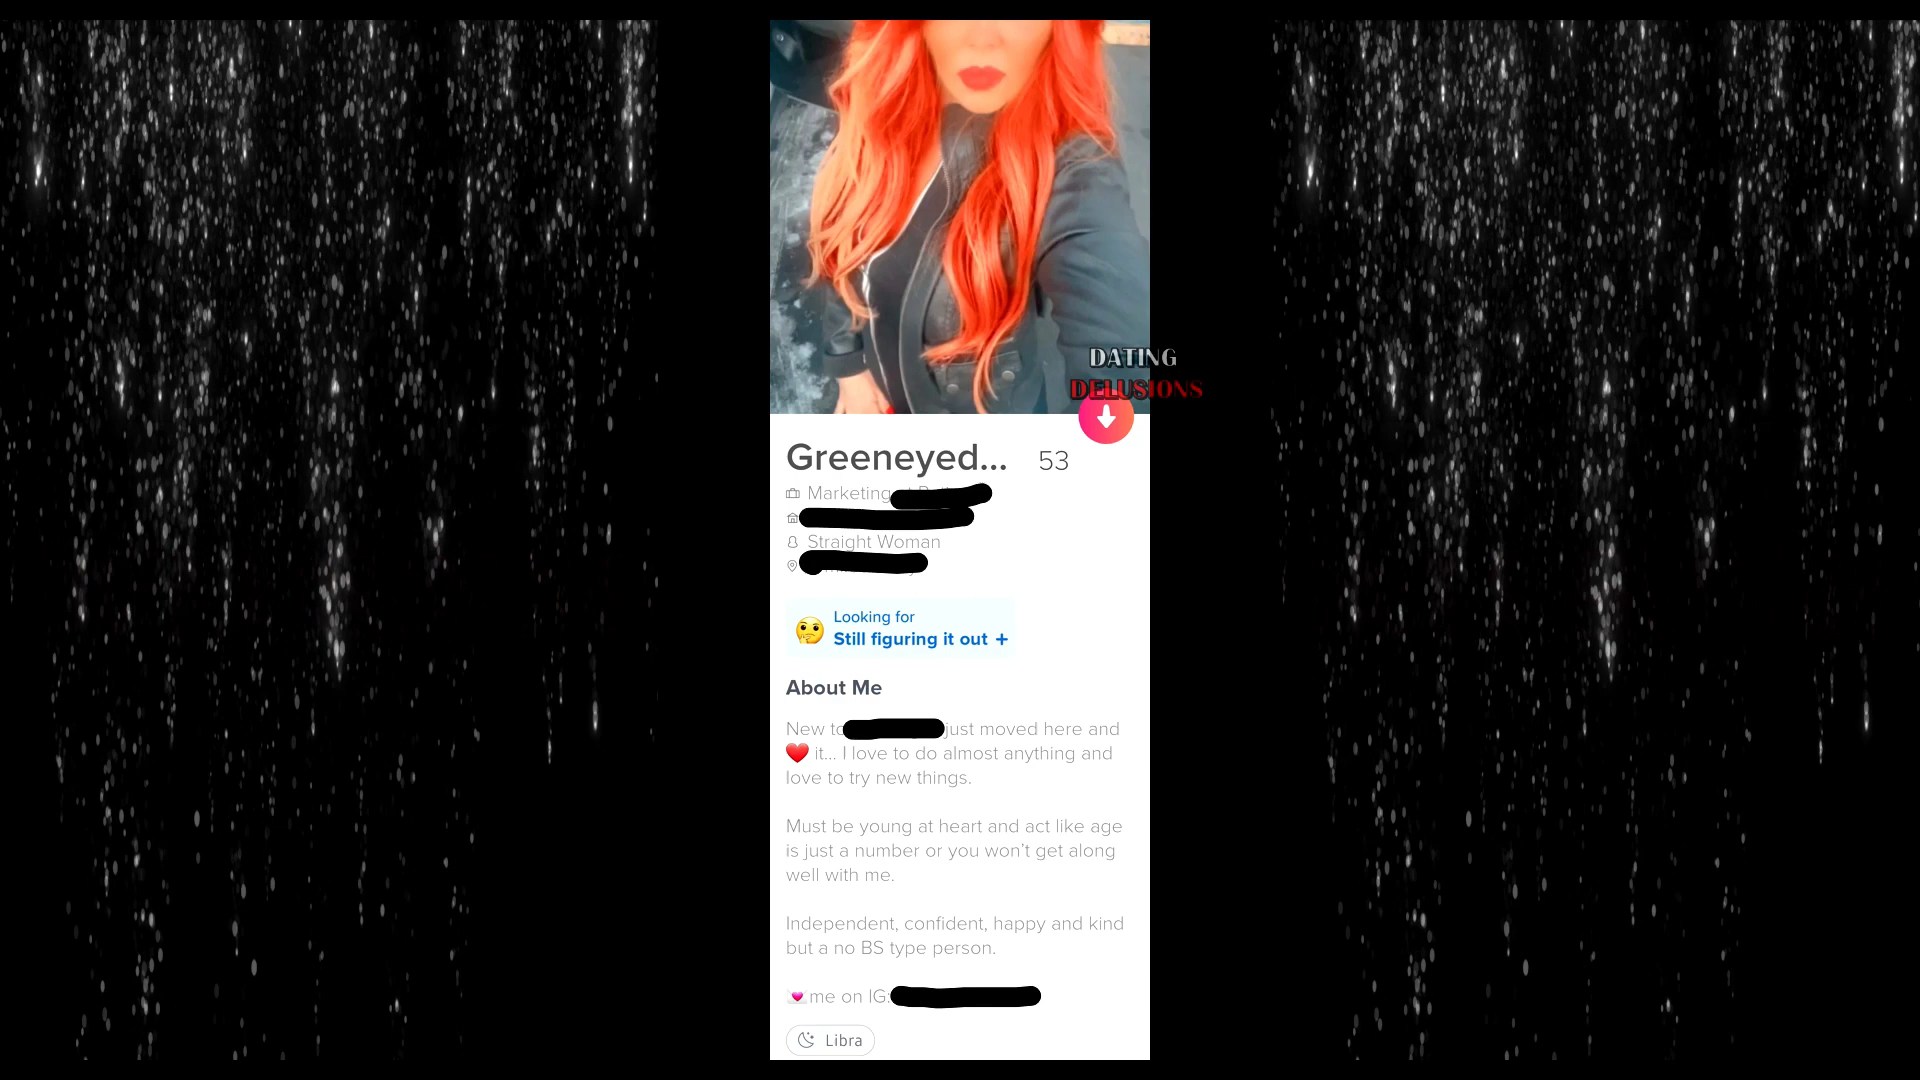 DATING
DELUSIONS
Greeneyed... 53
Marketing
Straight Woman
Looking for
Still figuring it out +
About Me
New to just moved here and
❤️ it... I love to do almost anything and
love to try new things.
Must be young at heart and act like age
is just a number or you won't get along
well with me.
Independent, confident, happy and kind
but a no BS type person.
💌 me on IG:
Libra